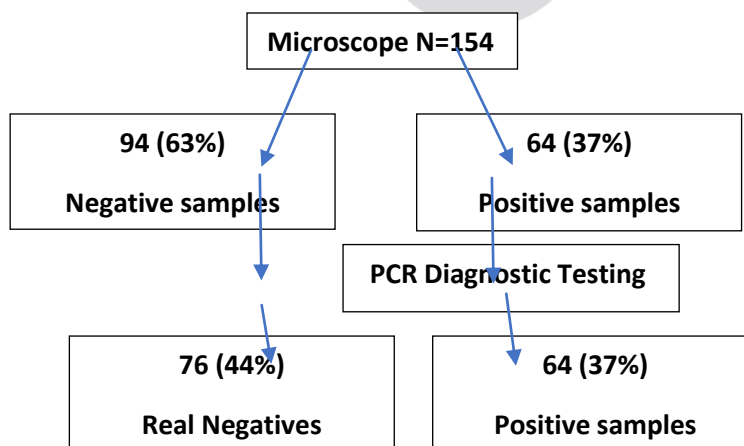 Microscope N=154
94 (63%)
Negative samples
64 (37%)
Positive samples
PCR Diagnostic Testing
76 (44%)
Real Negatives
64 (37%)
Positive samples